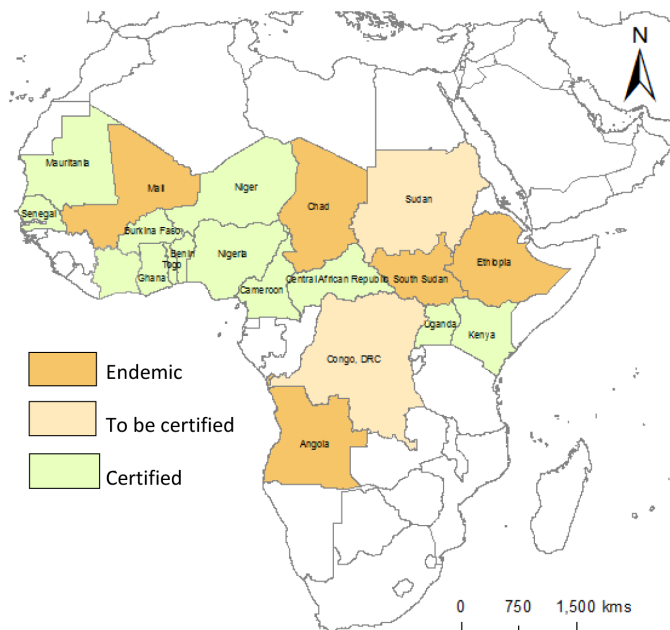 N
Mauritania
Mali
Niger
Chad
Sudan
Senegal
Burkina Faso
Benin
Togo
Ghana
Nigeria
Cameroon
Central African Republic
South Sudan
Ethiopia
Uganda
Kenya
Congo, DRC
Angola
Endemic
To be certified
Certified
0 750 1,500 kms